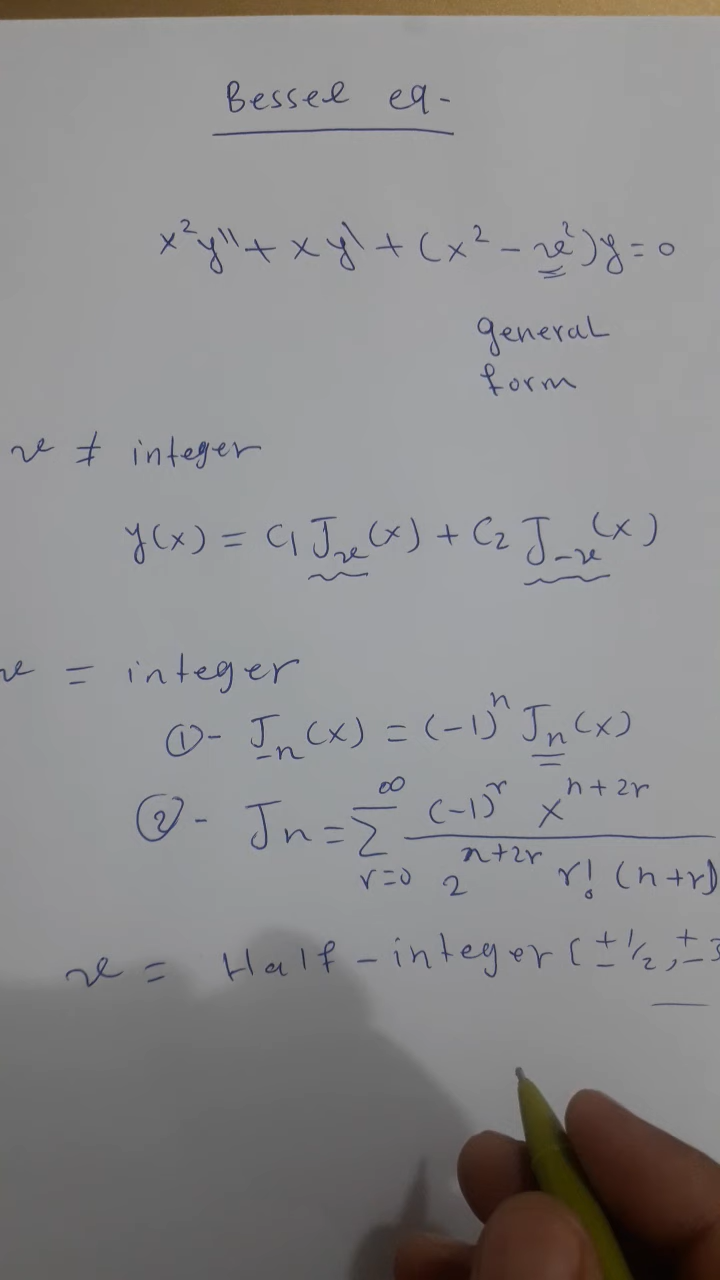 Bessel eq-
x²y'' + xy' + (x² - ν²)y = 0
general
form
ν ≠ integer
y(x) = C₁ J_ν(x) + C₂ J_-ν(x)
ν = integer
①- J_-n(x) = (-1)ⁿ J_n(x)
②- Jn = ∑_{r=0}^{∞} (-1)^r x^{n+2r} / 2^{n+2r} r! (n+r)
ν = Half-integer (±1/2, ±3